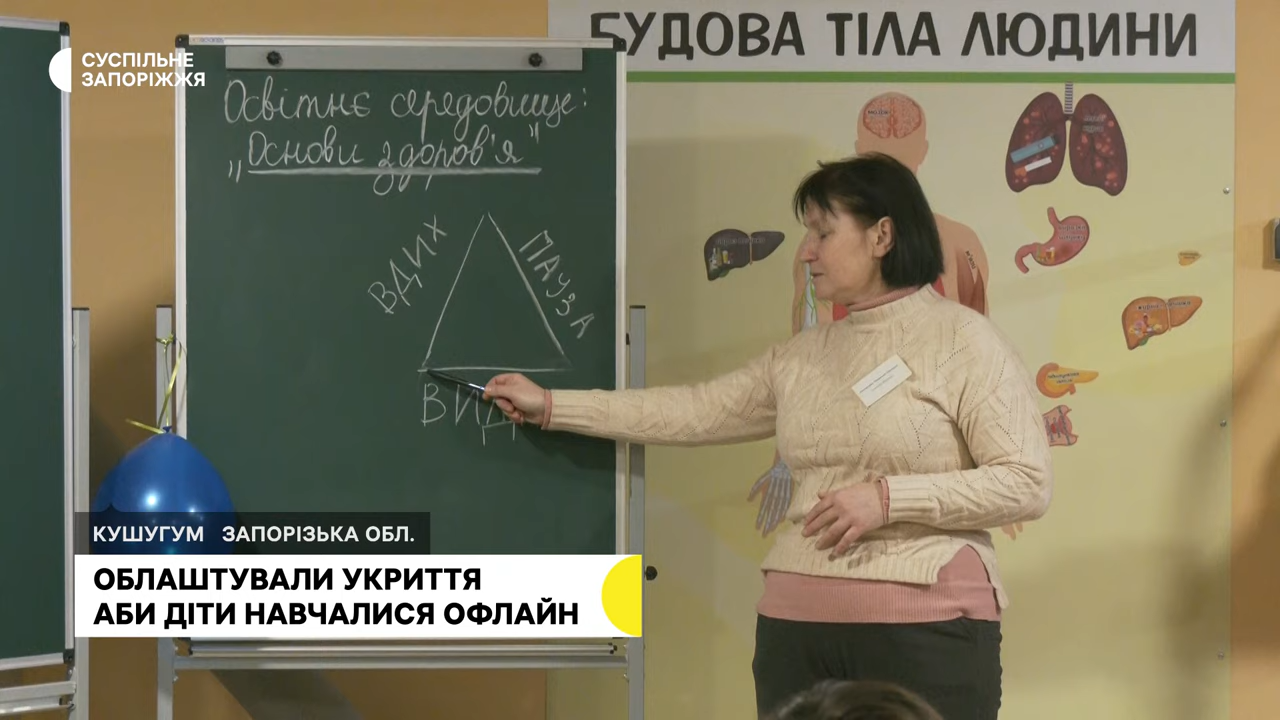 СУСПІЛЬНЕ
ЗАПОРІЖЖЯ
БУДОВА ТІЛА ЛЮДИНИ
Освітнє середовище:
„Основи здоров'я"
ВДИХ
ПАУЗА
ВИД
КУШУГУМ ЗАПОРІЗЬКА ОБЛ.
ОБЛАШТУВАЛИ УКРИТТЯ
АБИ ДІТИ НАВЧАЛИСЯ ОФЛАЙН